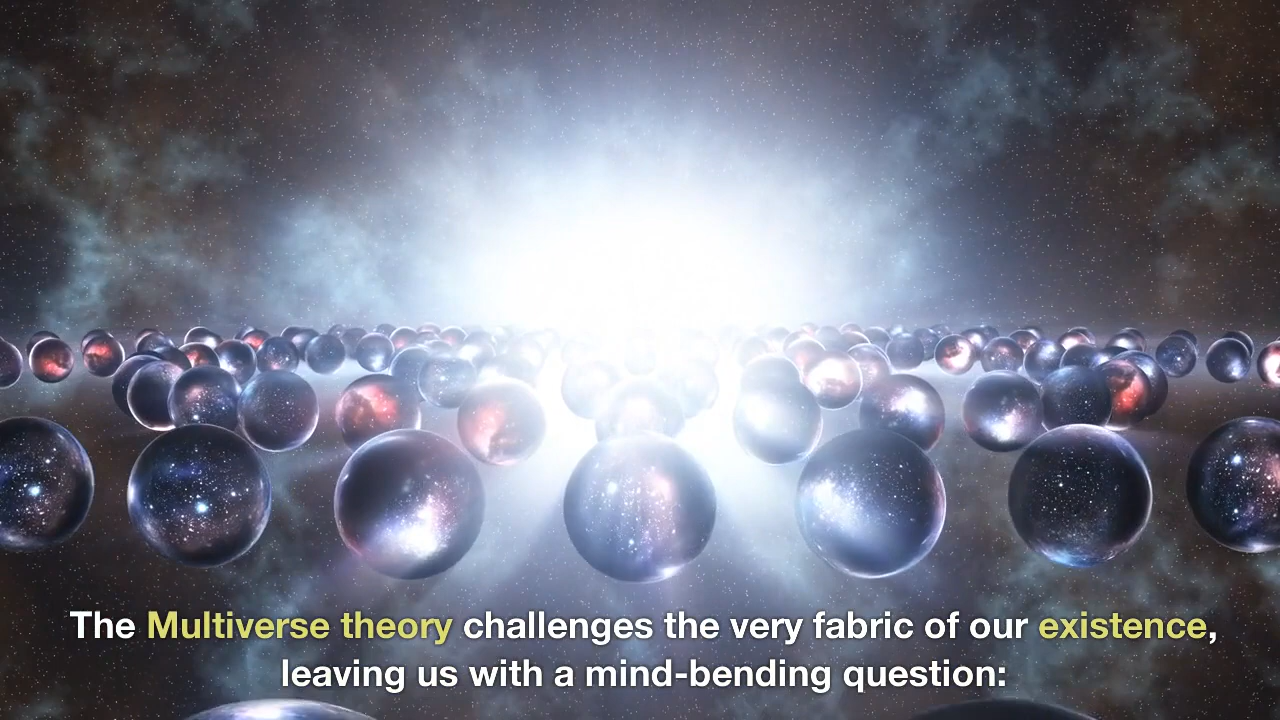 The Multiverse theory challenges the very fabric of our existence,
leaving us with a mind-bending question: